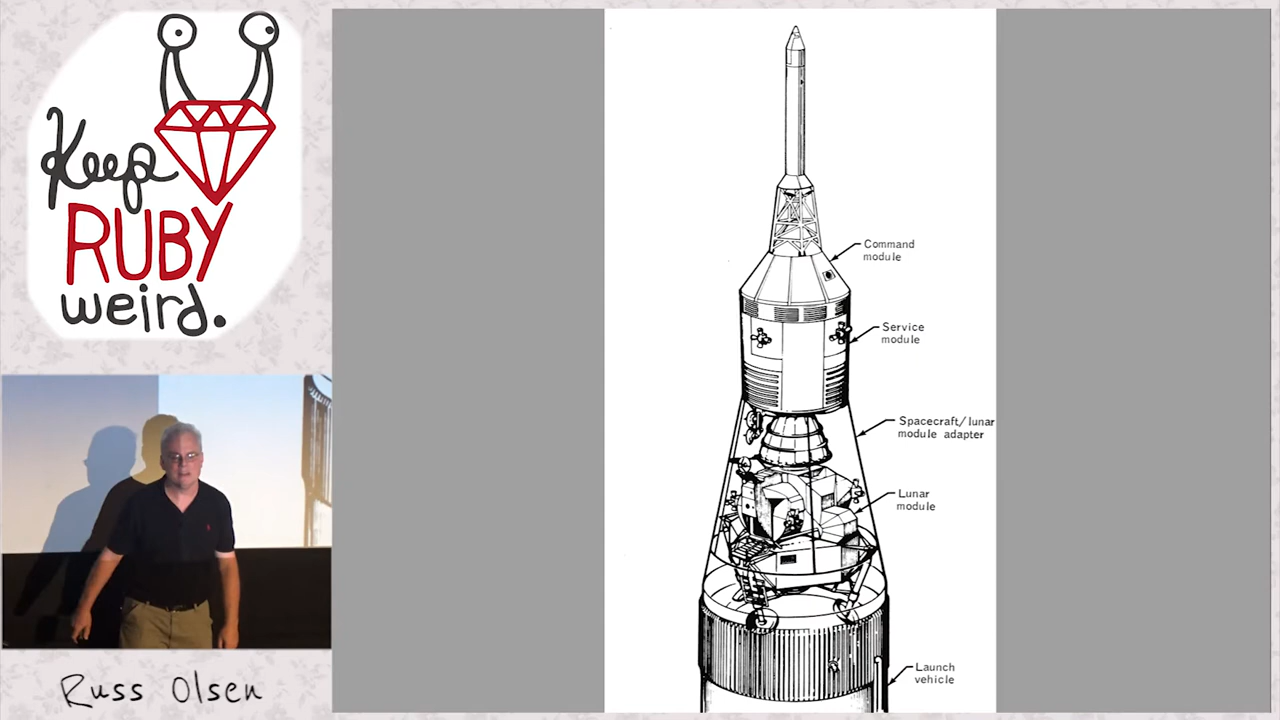 Keep
RUBY
weird.
Command
module
Service
module
Spacecraft/lunar
module adapter
Lunar
module
Launch
vehicle
Russ Olsen